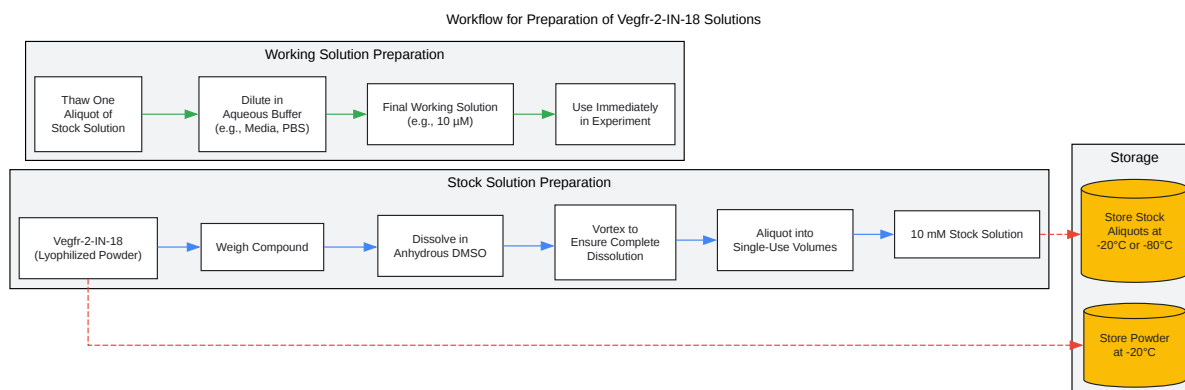 Workflow for Preparation of Vegfr-2-IN-18 Solutions
Working Solution Preparation
Thaw One
Aliquot of
Stock Solution
Dilute in
Aqueous Buffer
(e.g., Media, PBS)
Final Working Solution
(e.g., 10 µM)
Use Immediately
in Experiment
Stock Solution Preparation
Vegfr-2-IN-18
(Lyophilized Powder)
Weigh Compound
Dissolve in
Anhydrous DMSO
Vortex to
Ensure Complete
Dissolution
Aliquot into
Single-Use Volumes
10 mM Stock Solution
Storage
Store Stock
Aliquots at
-20°C or -80°C
Store Powder
at -20°C